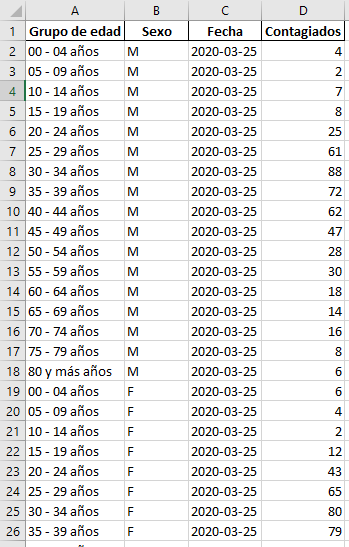 A B C D
1 Grupo de edad Sexo Fecha Contagiados
2 00 - 04 años M 2020-03-25 4
3 05 - 09 años M 2020-03-25 2
4 10 - 14 años M 2020-03-25 7
5 15 - 19 años M 2020-03-25 8
6 20 - 24 años M 2020-03-25 25
7 25 - 29 años M 2020-03-25 61
8 30 - 34 años M 2020-03-25 88
9 35 - 39 años M 2020-03-25 72
10 40 - 44 años M 2020-03-25 62
11 45 - 49 años M 2020-03-25 47
12 50 - 54 años M 2020-03-25 28
13 55 - 59 años M 2020-03-25 30
14 60 - 64 años M 2020-03-25 18
15 65 - 69 años M 2020-03-25 14
16 70 - 74 años M 2020-03-25 16
17 75 - 79 años M 2020-03-25 8
18 80 y más años M 2020-03-25 6
19 00 - 04 años F 2020-03-25 6
20 05 - 09 años F 2020-03-25 4
21 10 - 14 años F 2020-03-25 2
22 15 - 19 años F 2020-03-25 12
23 20 - 24 años F 2020-03-25 43
24 25 - 29 años F 2020-03-25 65
25 30 - 34 años F 2020-03-25 80
26 35 - 39 años F 2020-03-25 79